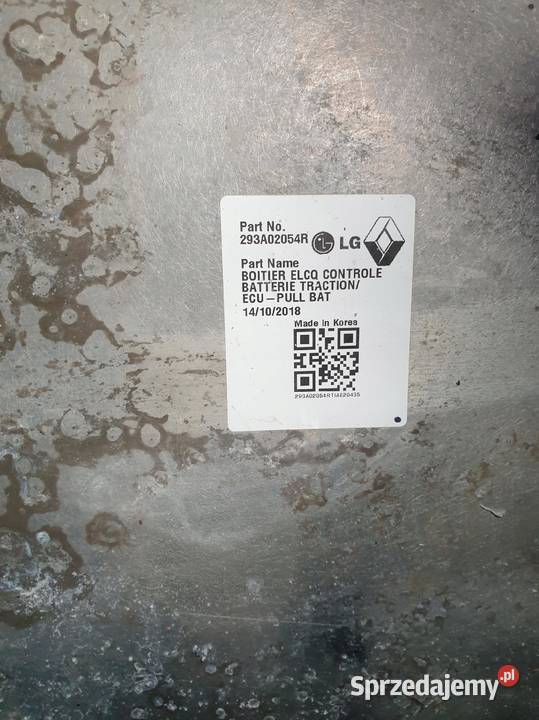 Part No.
293A02054R LG
Part Name
BOITIER ELCQ CONTROLE
BATTERIE TRACTION/
ECU-PULL BAT
14/10/2018
Made in Korea
293A02054RTIAE20435
Sprzedajemy.pl